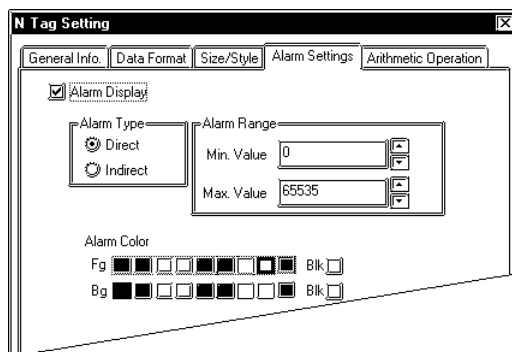 N Tag Setting
General Info. Data Format Size/Style Alarm Settings Arithmetic Operation
Alarm Display
Alarm Type Alarm Range
Direct
Min. Value 0
Indirect
Max. Value 65535
Alarm Color
Fg Blk
Bg Blk